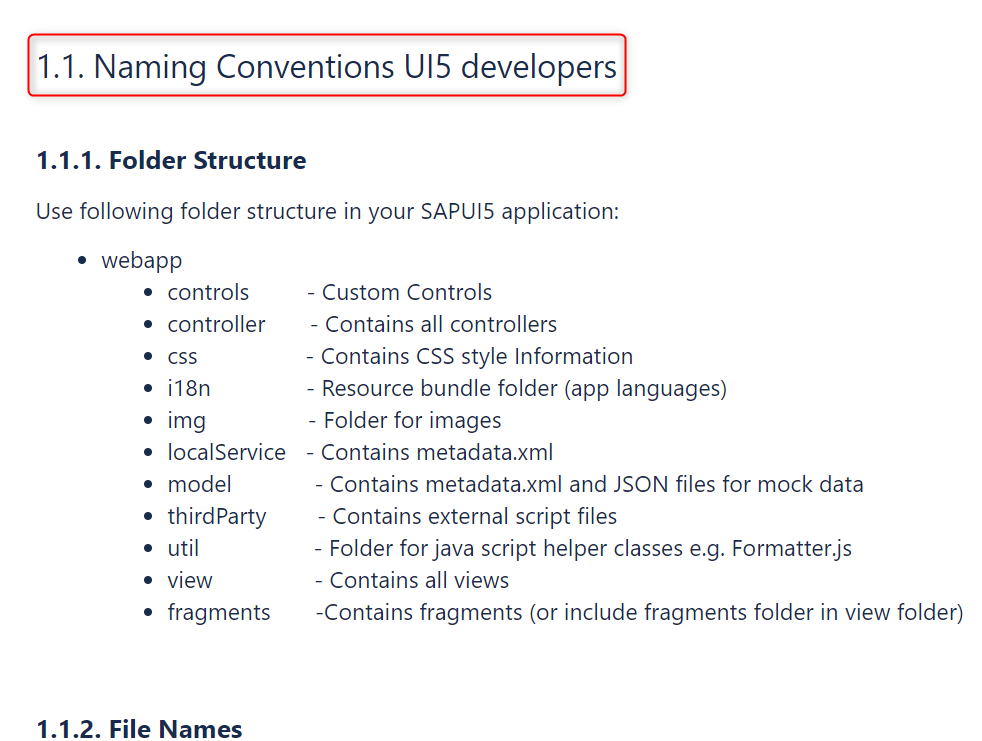 1.1. Naming Conventions UI5 developers
1.1.1. Folder Structure
Use following folder structure in your SAPUI5 application:
• webapp
• controls - Custom Controls
• controller - Contains all controllers
• css - Contains CSS style Information
• i18n - Resource bundle folder (app languages)
• img - Folder for images
• localService - Contains metadata.xml
• model - Contains metadata.xml and JSON files for mock data
• thirdParty - Contains external script files
• util - Folder for java script helper classes e.g. Formatter.js
• view - Contains all views
• fragments -Contains fragments (or include fragments folder in view folder)
1.1.2. File Names